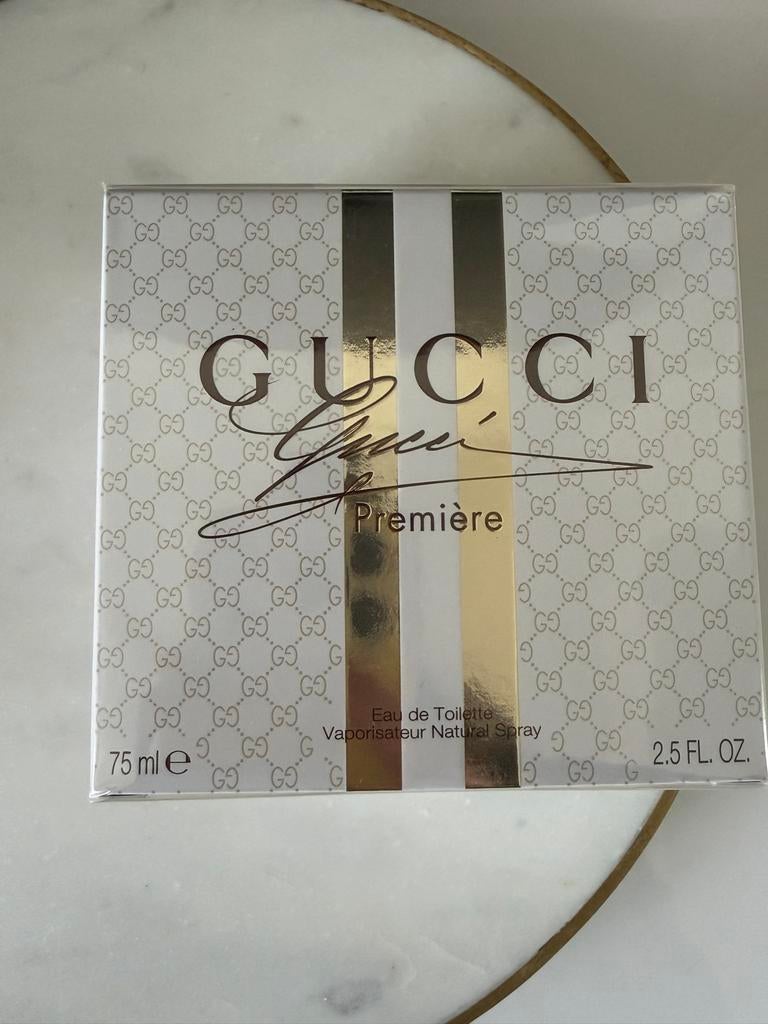 GUCCI
Gucci
Première
Eau de Toilette
Vaporisateur Natural Spray
75 ml ℮
2.5 FL. OZ.